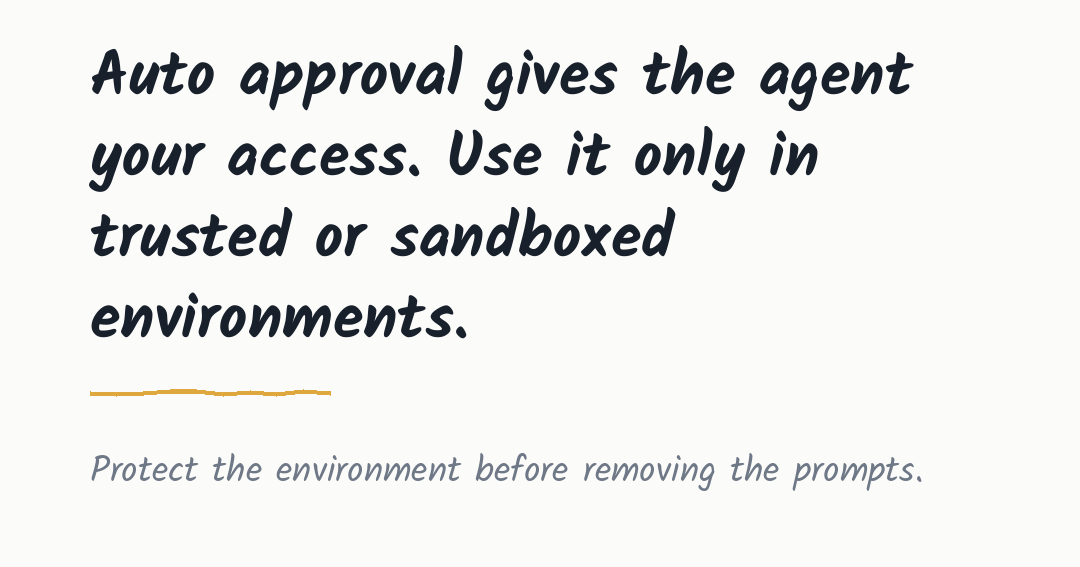 Auto approval gives the agent
your access. Use it only in
trusted or sandboxed
environments.
Protect the environment before removing the prompts.